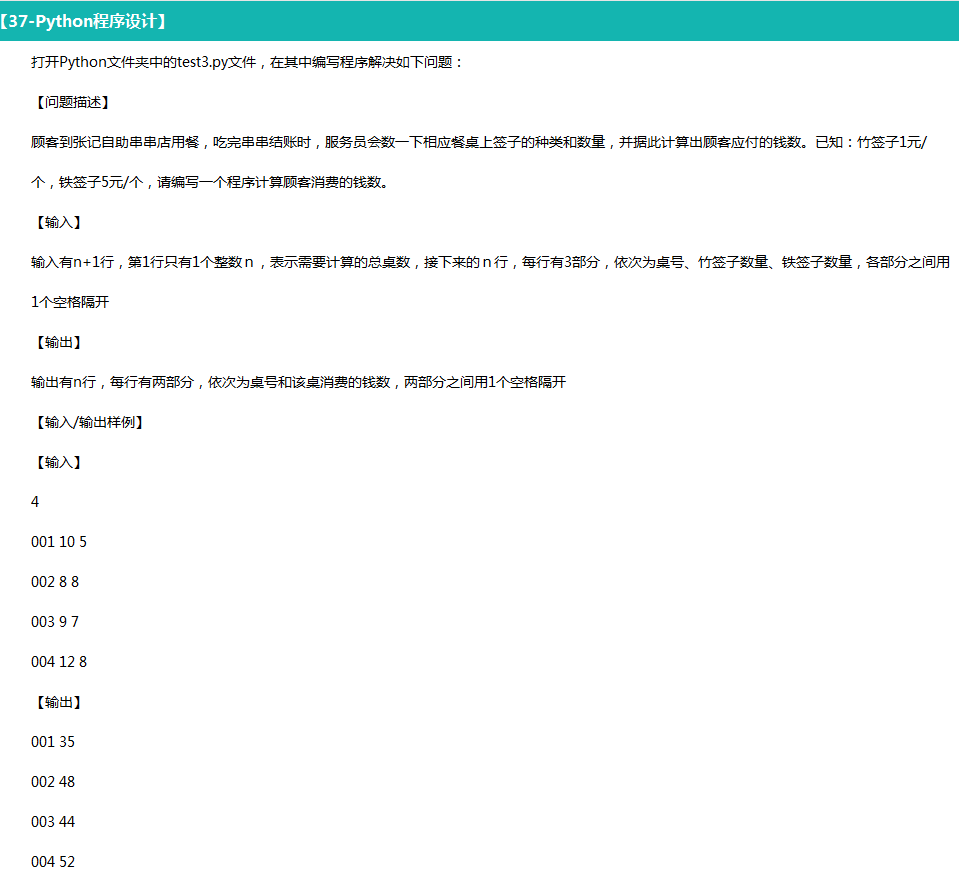 【37-Python程序设计】
打开Python文件夹中的test3.py文件，在其中编写程序解决如下问题：
【问题描述】
顾客到张记自助串串店用餐，吃完串串结账时，服务员会数一下相应餐桌上签子的种类和数量，并据此计算出顾客应付的钱数。已知：竹签子1元/
个，铁签子5元/个，请编写一个程序计算顾客消费的钱数。
【输入】
输入有n+1行，第1行只有1个整数n，表示需要计算的总桌数，接下来的n行，每行有3部分，依次为桌号、竹签子数量、铁签子数量，各部分之间用
1个空格隔开
【输出】
输出有n行，每行有两部分，依次为桌号和该桌消费的钱数，两部分之间用1个空格隔开
【输入/输出样例】
【输入】
4
001 10 5
002 8 8
003 9 7
004 12 8
【输出】
001 35
002 48
003 44
004 52